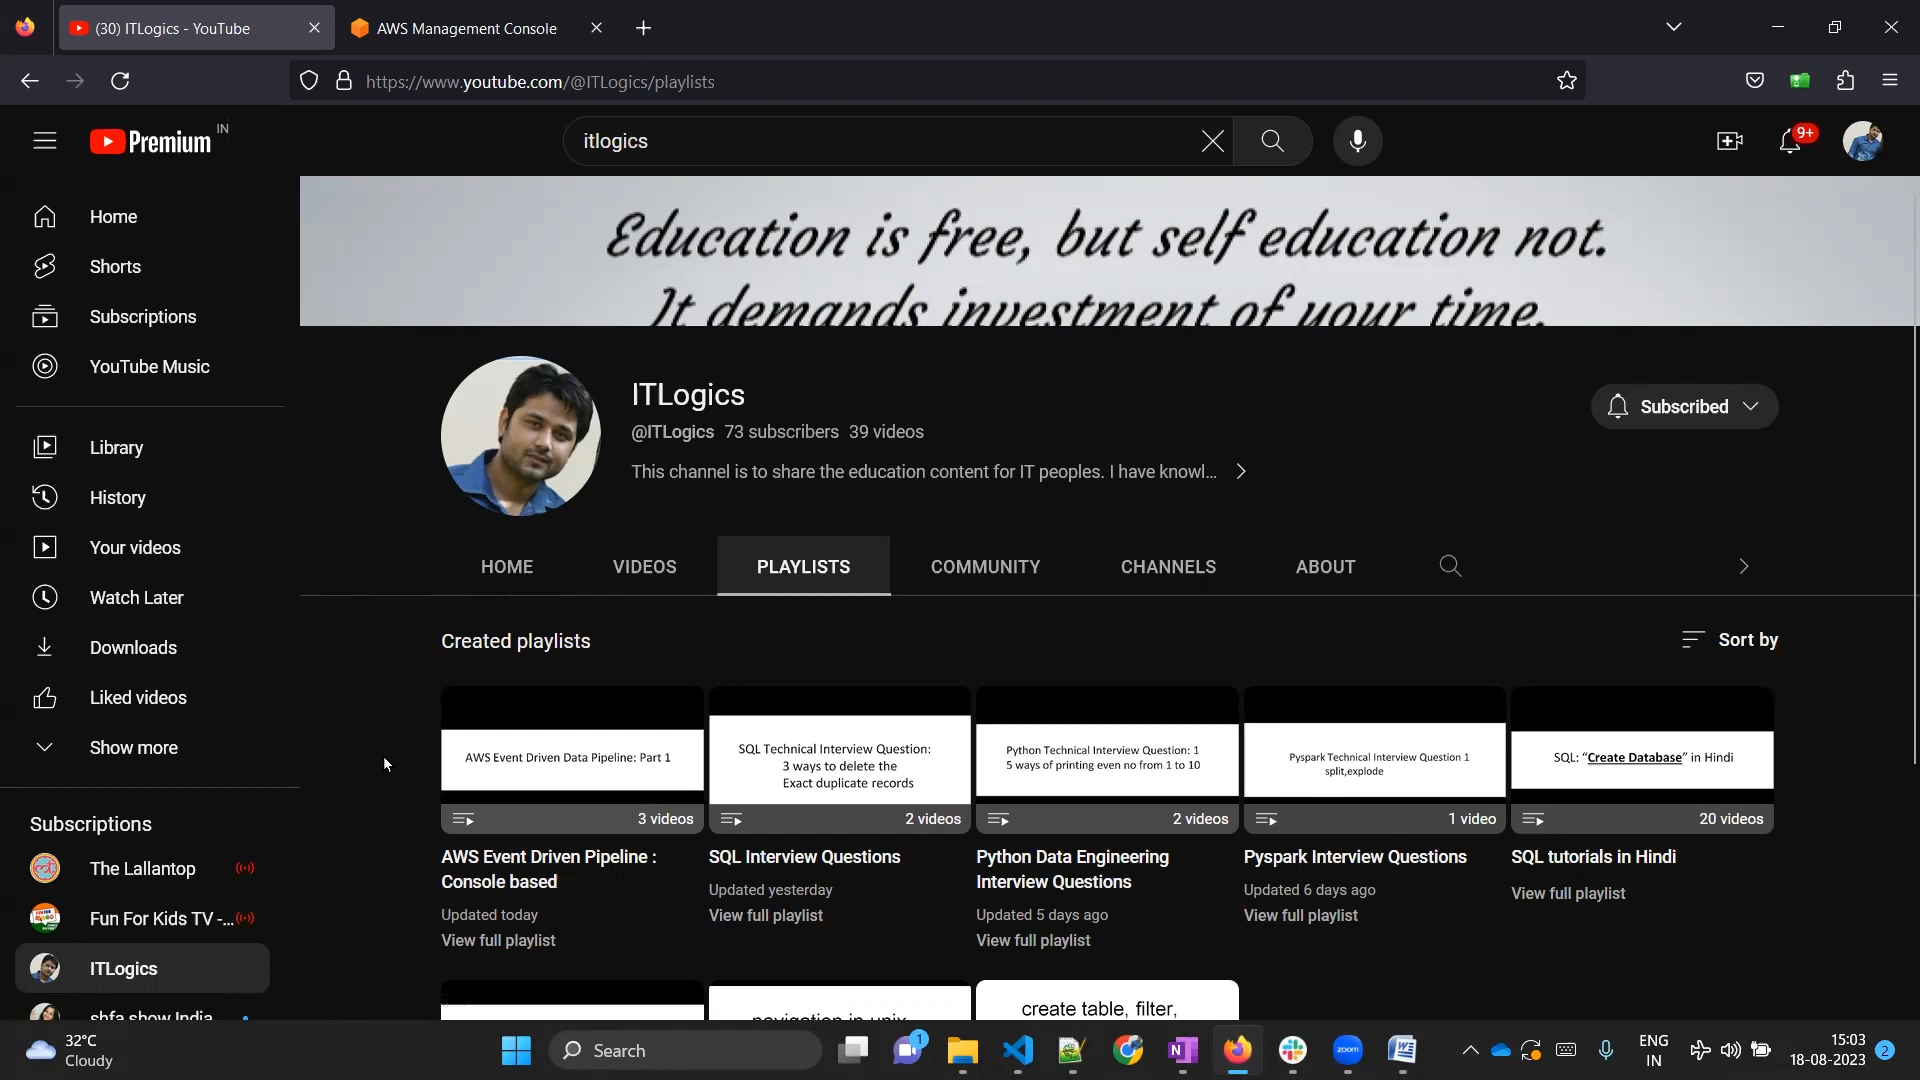 (30) ITLogics - YouTube
AWS Management Console
https://www.youtube.com/@ITLogics/playlists
Premium
IN
itlogics
9+
Home
Shorts
Subscriptions
YouTube Music
Library
History
Your videos
Watch Later
Downloads
Liked videos
Show more
Subscriptions
The Lallantop
Fun For Kids TV -...
ITLogics
shfa show India
Education is free, but self education not.
It demands investment of your time.
ITLogics
@ITLogics 73 subscribers 39 videos
This channel is to share the education content for IT peoples. I have knowl...
Subscribed
HOME
VIDEOS
PLAYLISTS
COMMUNITY
CHANNELS
ABOUT
Created playlists
Sort by
AWS Event Driven Data Pipeline: Part 1
3 videos
AWS Event Driven Pipeline :
Console based
Updated today
View full playlist
SQL Technical Interview Question:
3 ways to delete the
Exact duplicate records
2 videos
SQL Interview Questions
Updated yesterday
View full playlist
Python Technical Interview Question: 1
5 ways of printing even no from 1 to 10
2 videos
Python Data Engineering
Interview Questions
Updated 5 days ago
View full playlist
Pyspark Technical Interview Question 1
split,explode
1 video
Pyspark Interview Questions
Updated 6 days ago
View full playlist
SQL: “Create Database” in Hindi
20 videos
SQL tutorials in Hindi
View full playlist
navigation in unix
create table, filter,
32°C
Cloudy
Search
1
N
zoom
W
ENG
IN
15:03
18-08-2023
2